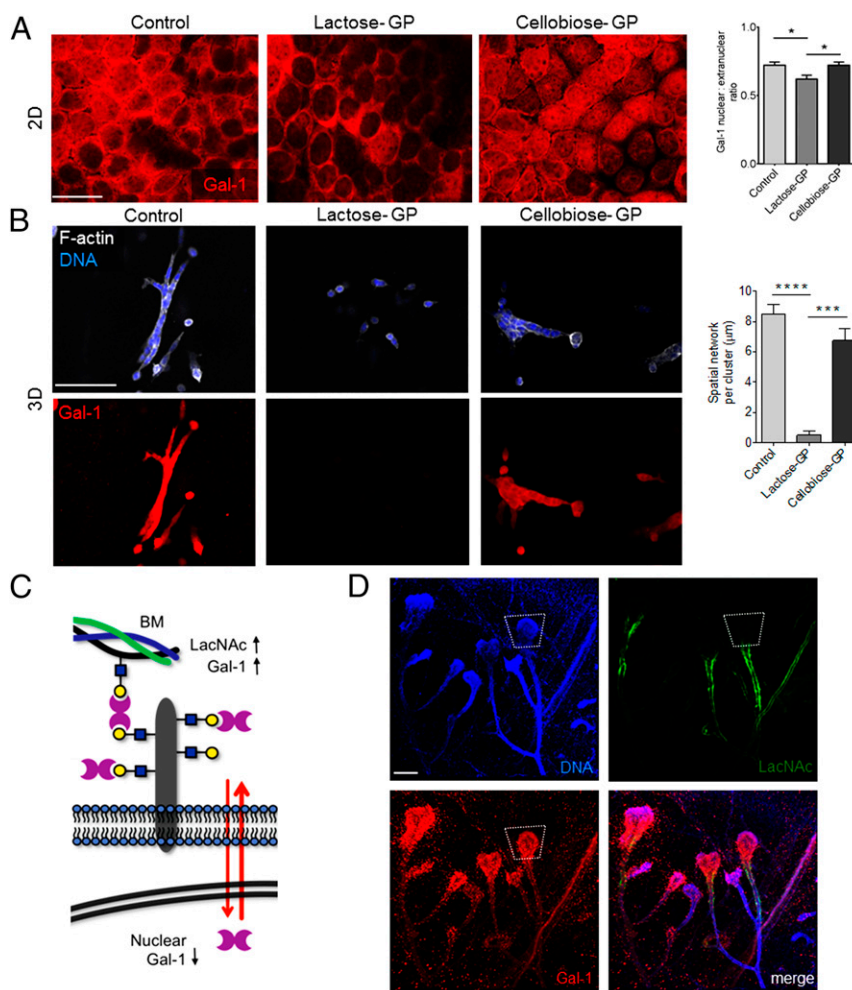 A
Control
Lactose-GP
Cellobiose-GP
2D
Gal-1
* *
Gal-1 nuclear : extranuclear
ratio
1.0
0.5
0.0
Control
Lactose-GP
Cellobiose-GP
B
Control
Lactose-GP
Cellobiose-GP
F-actin
DNA
3D
Gal-1
**** ***
Spatial network
per cluster (μm)
10
8
6
4
2
0
Control
Lactose-GP
Cellobiose-GP
C
BM
LacNAc ↑
Gal-1 ↑
Nuclear
Gal-1 ↓
D
DNA
LacNAc
Gal-1
merge